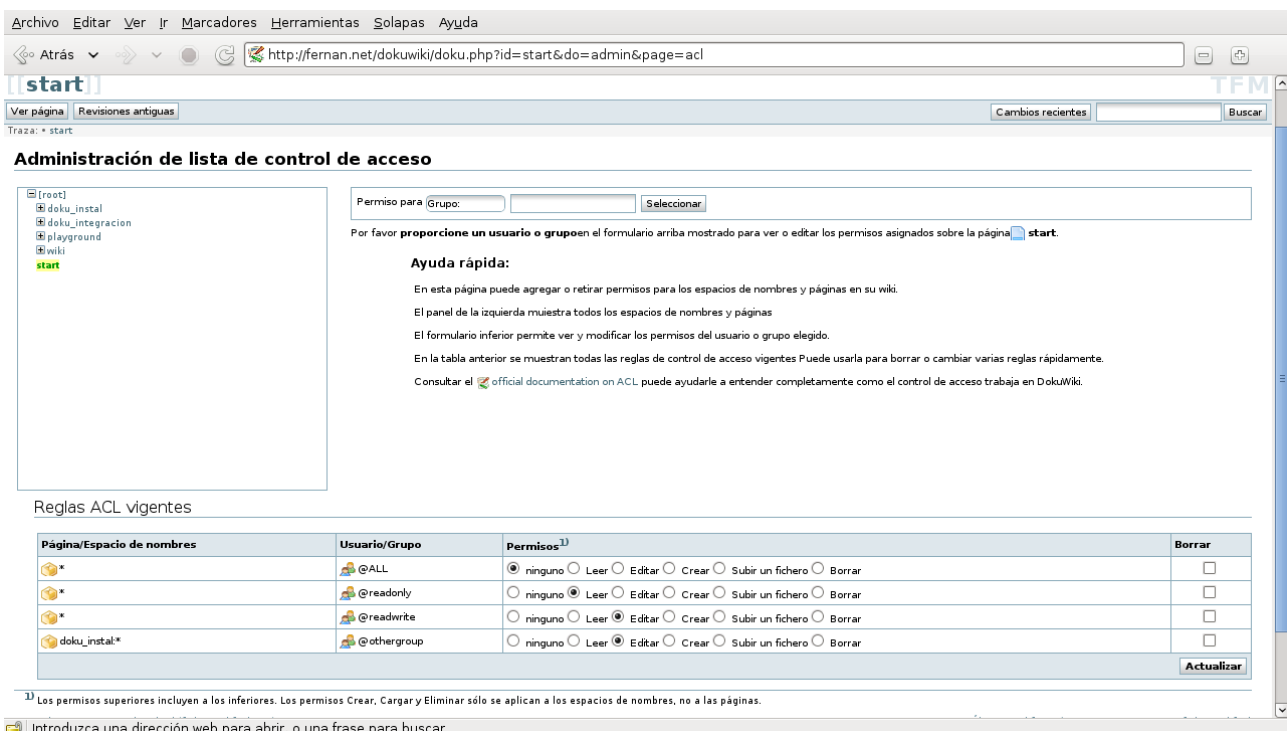 Archivo Editar Ver Ir Marcadores Herramientas Solapas Ayuda
Atrás http://fernan.net/dokuwiki/doku.php?id=start&do=admin&page=acl
[[start]] TFM
Ver página Revisiones antiguas Cambios recientes Buscar
Traza: • start
Administración de lista de control de acceso
[root]
doku_instal
doku_integracion
playground
wiki
start
Permiso para Grupo: Seleccionar
Por favor proporcione un usuario o grupoen el formulario arriba mostrado para ver o editar los permisos asignados sobre la página start.
Ayuda rápida:
En esta página puede agregar o retirar permisos para los espacios de nombres y páginas en su wiki.
El panel de la izquierda muiestra todos los espacios de nombres y páginas
El formulario inferior permite ver y modificar los permisos del usuario o grupo elegido.
En la tabla anterior se muestran todas las reglas de control de acceso vigentes Puede usarla para borrar o cambiar varias reglas rápidamente.
Consultar el official documentation on ACL puede ayudarle a entender completamente como el control de acceso trabaja en DokuWiki.
Reglas ACL vigentes
Página/Espacio de nombres Usuario/Grupo Permisos1) Borrar
* @ALL ninguno Leer Editar Crear Subir un fichero Borrar
* @readonly ninguno Leer Editar Crear Subir un fichero Borrar
* @readwrite ninguno Leer Editar Crear Subir un fichero Borrar
doku_instal:* @othergroup ninguno Leer Editar Crear Subir un fichero Borrar
Actualizar
1) Los permisos superiores incluyen a los inferiores. Los permisos Crear, Cargar y Eliminar sólo se aplican a los espacios de nombres, no a las páginas.
Introduzca una dirección web para abrir, o una frase para buscar